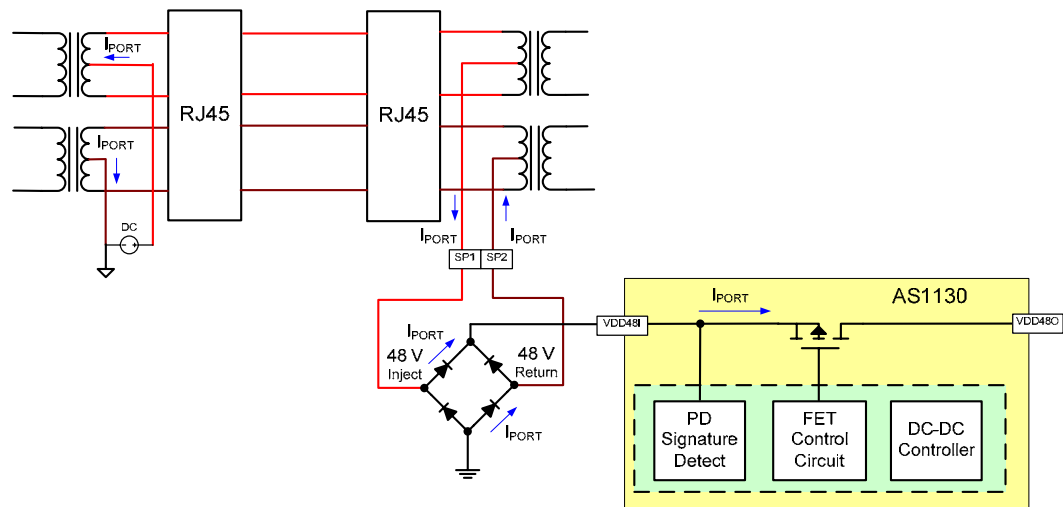 IPORT
RJ45
RJ45
IPORT
DC
IPORT
IPORT
SP1
SP2
AS1130
IPORT
VDD48I
VDD48O
IPORT
48 V
Inject
48 V
Return
IPORT
PD
Signature
Detect
FET
Control
Circuit
DC-DC
Controller